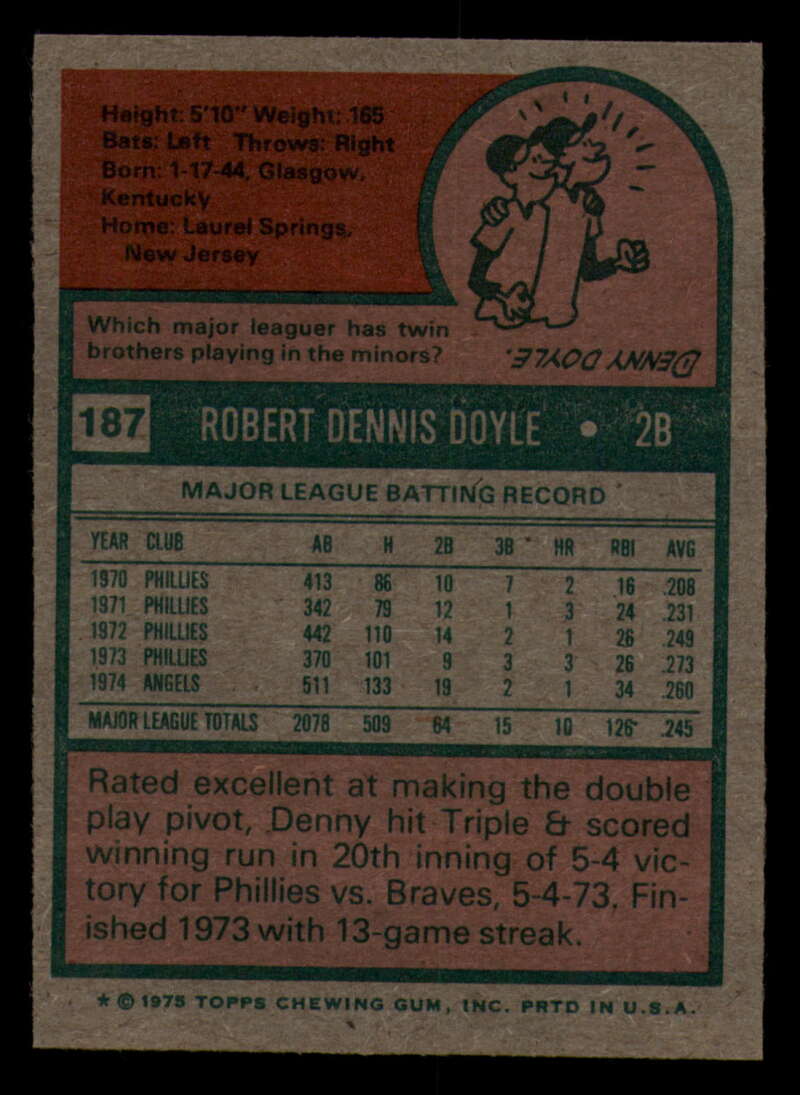 Height: 5'10" Weight: 165
Bats: Left Throws: Right
Born: 1-17-44, Glasgow,
Kentucky
Home: Laurel Springs,
New Jersey
Which major leaguer has twin
brothers playing in the minors?
DENNY DOYLE.
187 ROBERT DENNIS DOYLE • 2B
MAJOR LEAGUE BATTING RECORD
YEAR CLUB AB H 2B 3B HR RBI AVG
1970 PHILLIES 413 86 10 7 2 16 .208
1971 PHILLIES 342 79 12 1 3 24 .231
1972 PHILLIES 442 110 14 2 1 26 .249
1973 PHILLIES 370 101 9 3 3 26 .273
1974 ANGELS 511 133 19 2 1 34 .260
MAJOR LEAGUE TOTALS 2078 509 64 15 10 126 .245
Rated excellent at making the double
play pivot, Denny hit Triple & scored
winning run in 20th inning of 5-4 vic-
tory for Phillies vs. Braves, 5-4-73. Fin-
ished 1973 with 13-game streak.
* © 1975 TOPPS CHEWING GUM, INC. PRTD IN U.S.A.